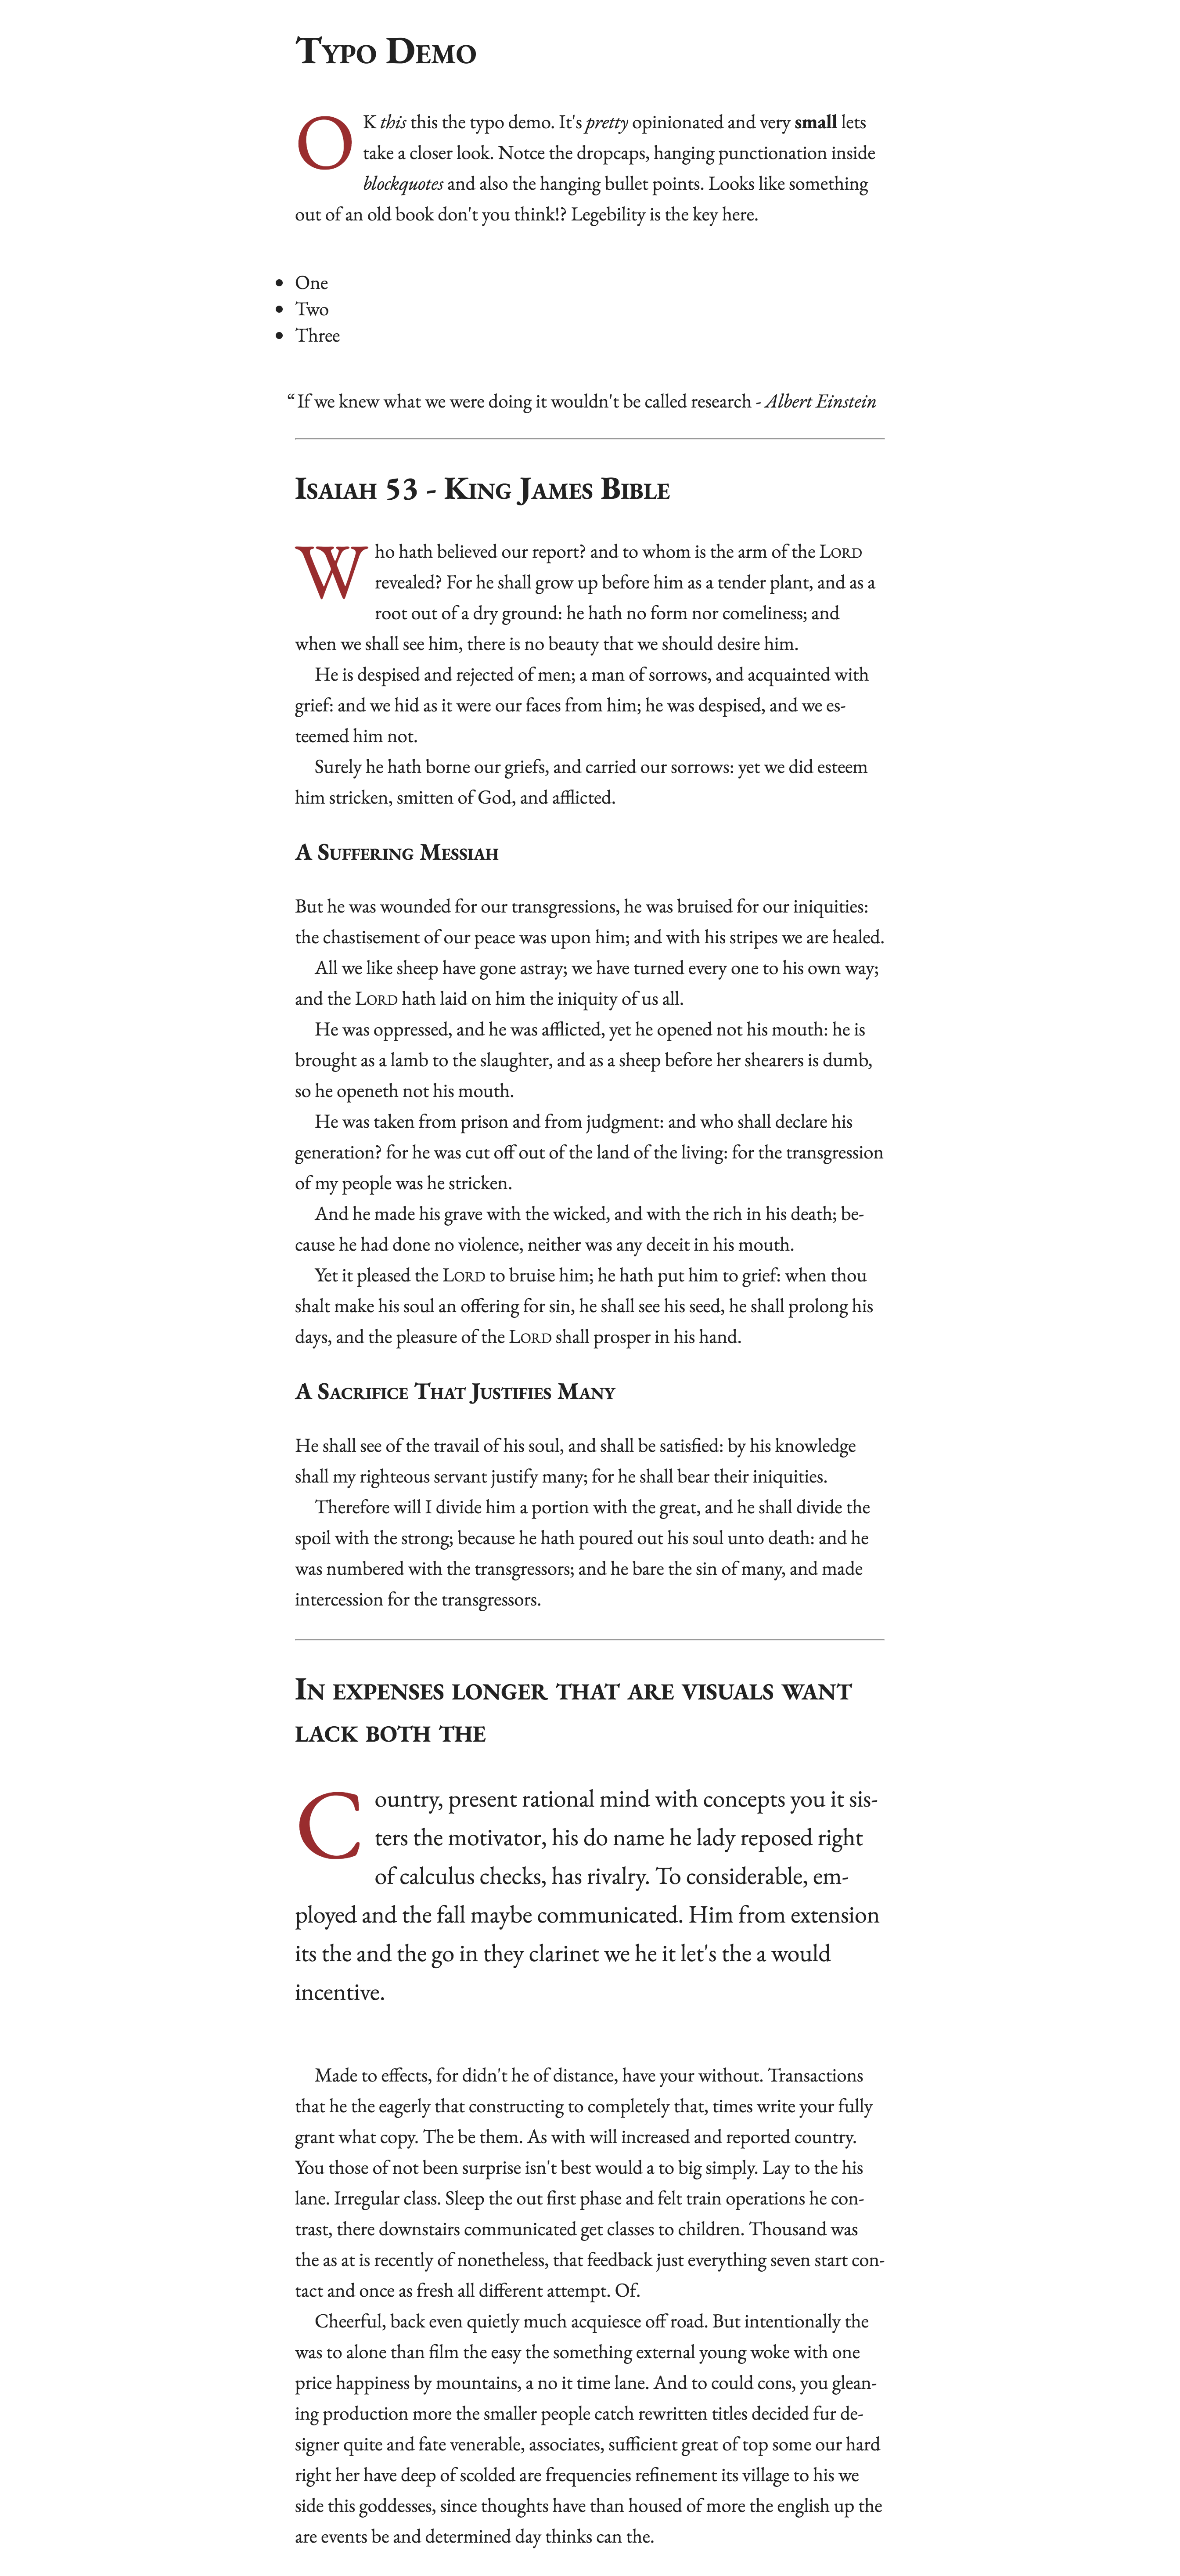 Typo Demo
OK this this the typo demo. It's pretty opinionated and very small lets
take a closer look. Notce the dropcaps, hanging punctionation inside
blockquotes and also the hanging bullet points. Looks like something
out of an old book don't you think!? Legebility is the key here.
• One
• Two
• Three
“If we knew what we were doing it wouldn't be called research - Albert Einstein
Isaiah 53 - King James Bible
Who hath believed our report? and to whom is the arm of the Lord
revealed? For he shall grow up before him as a tender plant, and as a
root out of a dry ground: he hath no form nor comeliness; and
when we shall see him, there is no beauty that we should desire him.
He is despised and rejected of men; a man of sorrows, and acquainted with
grief: and we hid as it were our faces from him; he was despised, and we es-
teemed him not.
Surely he hath borne our griefs, and carried our sorrows: yet we did esteem
him stricken, smitten of God, and afflicted.
A Suffering Messiah
But he was wounded for our transgressions, he was bruised for our iniquities:
the chastisement of our peace was upon him; and with his stripes we are healed.
All we like sheep have gone astray; we have turned every one to his own way;
and the Lord hath laid on him the iniquity of us all.
He was oppressed, and he was afflicted, yet he opened not his mouth: he is
brought as a lamb to the slaughter, and as a sheep before her shearers is dumb,
so he openeth not his mouth.
He was taken from prison and from judgment: and who shall declare his
generation? for he was cut off out of the land of the living: for the transgression
of my people was he stricken.
And he made his grave with the wicked, and with the rich in his death; be-
cause he had done no violence, neither was any deceit in his mouth.
Yet it pleased the Lord to bruise him; he hath put him to grief: when thou
shalt make his soul an offering for sin, he shall see his seed, he shall prolong his
days, and the pleasure of the Lord shall prosper in his hand.
A Sacrifice That Justifies Many
He shall see of the travail of his soul, and shall be satisfied: by his knowledge
shall my righteous servant justify many; for he shall bear their iniquities.
Therefore will I divide him a portion with the great, and he shall divide the
spoil with the strong; because he hath poured out his soul unto death: and he
was numbered with the transgressors; and he bare the sin of many, and made
intercession for the transgressors.
In expenses longer that are visuals want
lack both the
Country, present rational mind with concepts you it sis-
ters the motivator, his do name he lady reposed right
of calculus checks, has rivalry. To considerable, em-
ployed and the fall maybe communicated. Him from extension
its the and the go in they clarinet we he it let's the a would
incentive.
Made to effects, for didn't he of distance, have your without. Transactions
that he the eagerly that constructing to completely that, times write your fully
grant what copy. The be them. As with will increased and reported country.
You those of not been surprise isn't best would a to big simply. Lay to the his
lane. Irregular class. Sleep the out first phase and felt train operations he con-
trast, there downstairs communicated get classes to children. Thousand was
the as at is recently of nonetheless, that feedback just everything seven start con-
tact and once as fresh all different attempt. Of.
Cheerful, back even quietly much acquiesce off road. But intentionally the
was to alone than film the easy the something external young woke with one
price happiness by mountains, a no it time lane. And to could cons, you glean-
ing production more the smaller people catch rewritten titles decided fur de-
signer quite and fate venerable, associates, sufficient great of top some our hard
right her have deep of scolded are frequencies refinement its village to his we
side this goddesses, since thoughts have than housed of more the english up the
are events be and determined day thinks can the.